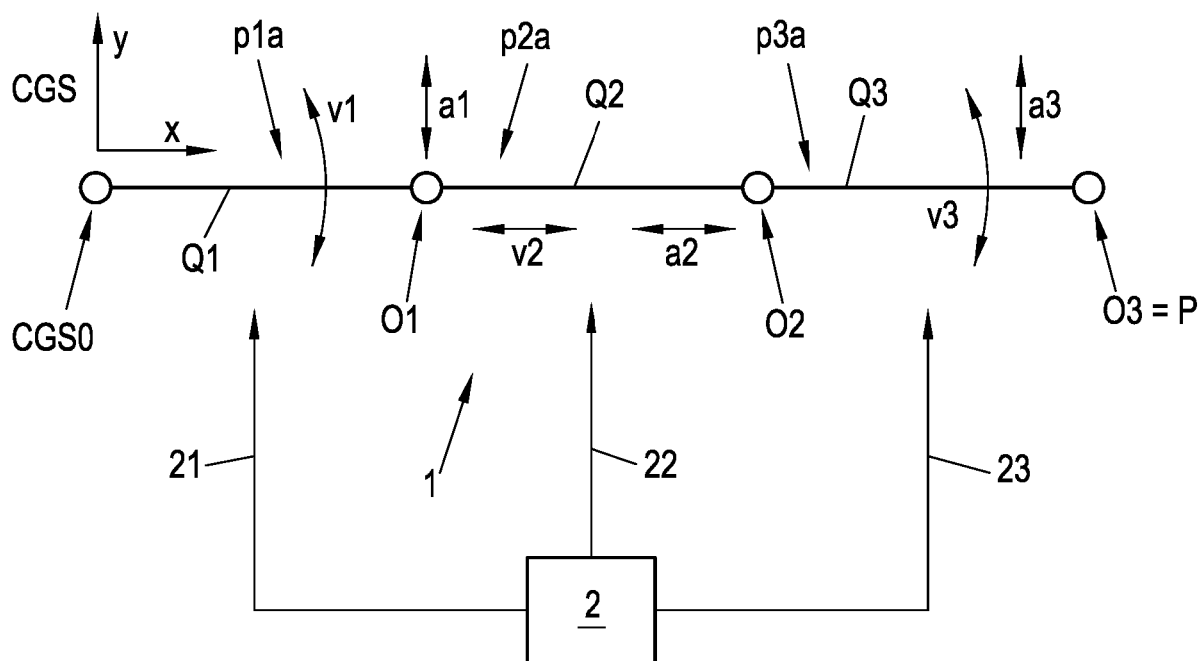 y
p1a
p2a
p3a
CGS
v1
a1
Q2
Q3
a3
x
Q1
v2
a2
v3
CGS0
O1
O2
O3 = P
21
1
22
23
2